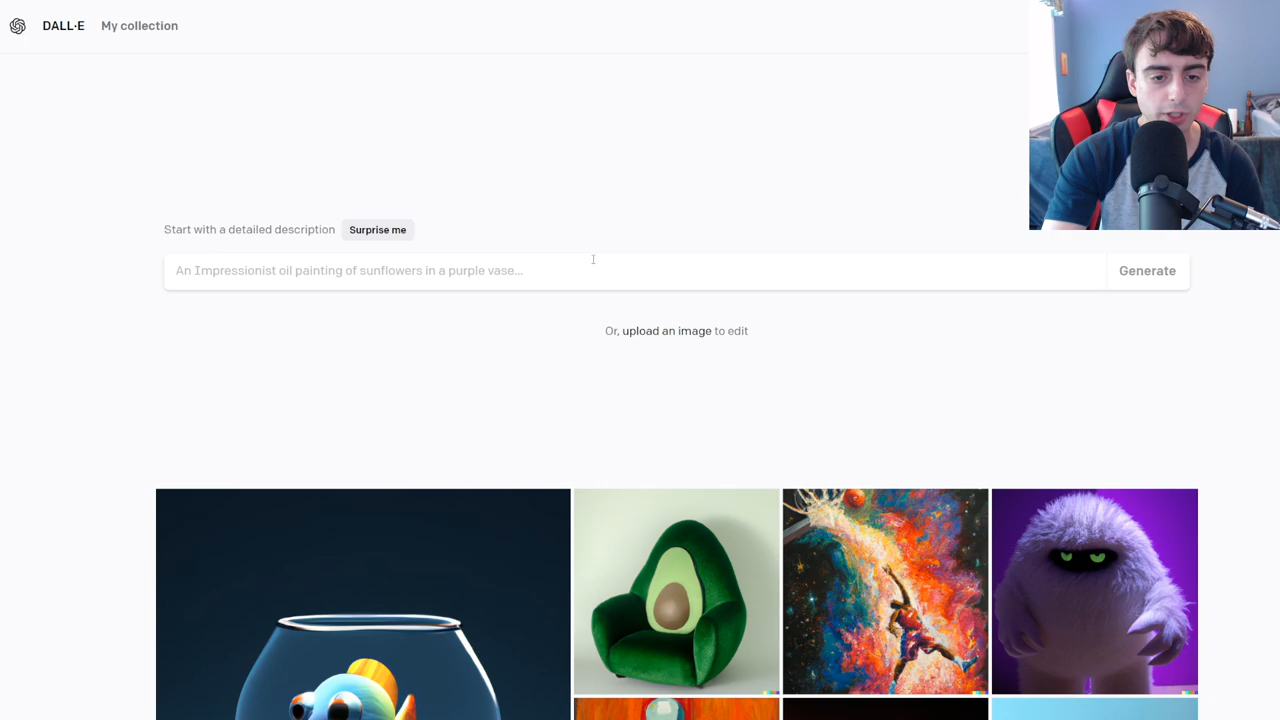 DALL·E My collection
Start with a detailed description Surprise me
An Impressionist oil painting of sunflowers in a purple vase... Generate
Or, upload an image to edit